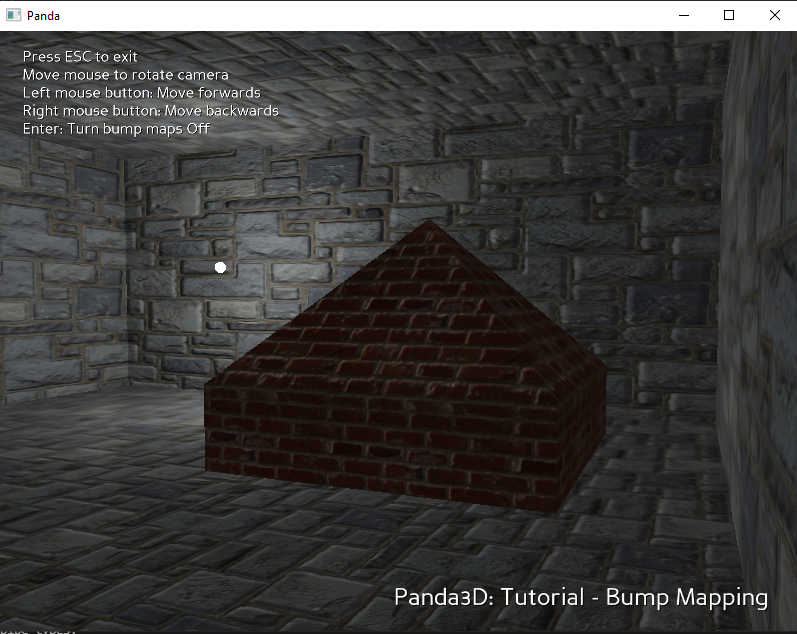 Panda
Press ESC to exit
Move mouse to rotate camera
Left mouse button: Move forwards
Right mouse button: Move backwards
Enter: Turn bump maps Off
Panda3D: Tutorial - Bump Mapping